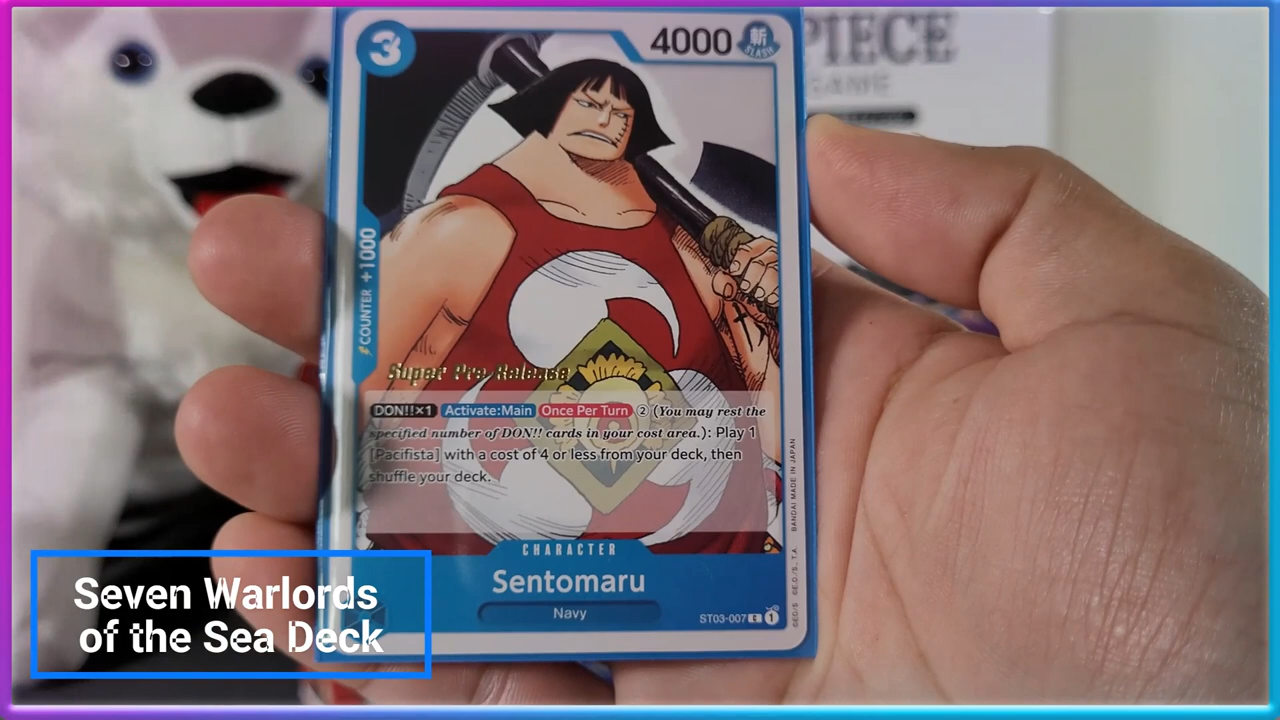 3
4000
斬
SLASH
PIECE
GAME
COUNTER +1000
Super Pre-Release
DON!!×1 Activate:Main Once Per Turn ② (You may rest the
specified number of DON!! cards in your cost area.): Play 1
[Pacifista] with a cost of 4 or less from your deck, then
shuffle your deck.
CHARACTER
Sentomaru
Navy
ST03-007 C 1
BANDAI MADE IN JAPAN
Seven Warlords
of the Sea Deck